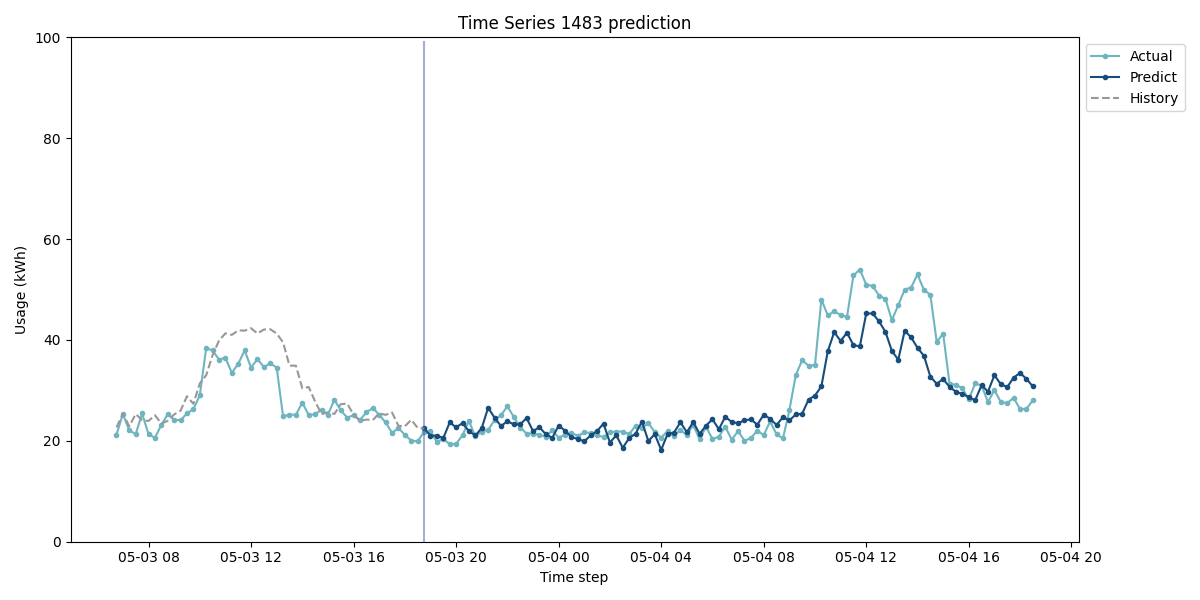 Time Series 1483 prediction
Usage (kWh)
100
80
60
40
20
0
05-03 08
05-03 12
05-03 16
05-03 20
05-04 00
05-04 04
05-04 08
05-04 12
05-04 16
05-04 20
Time step
Actual
Predict
History